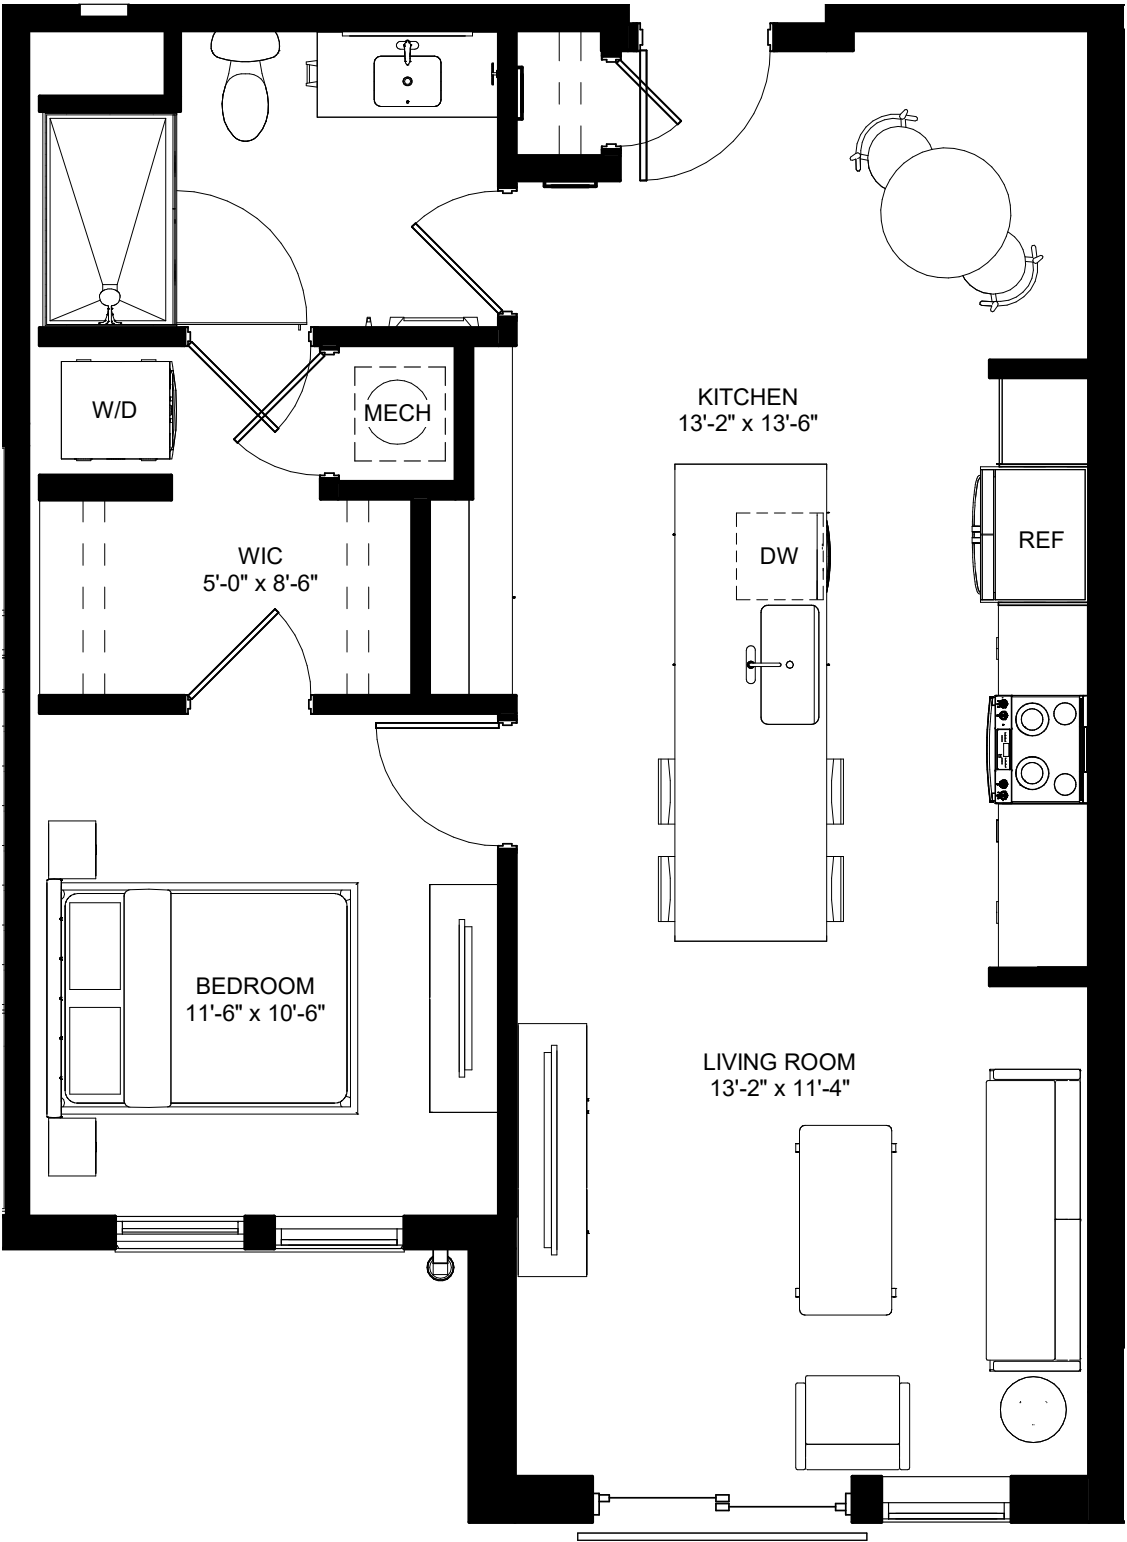 KITCHEN
13'-2" x 13'-6"
W/D
MECH
REF
DW
WIC
5'-0" x 8'-6"
BEDROOM
11'-6" x 10'-6"
LIVING ROOM
13'-2" x 11'-4"